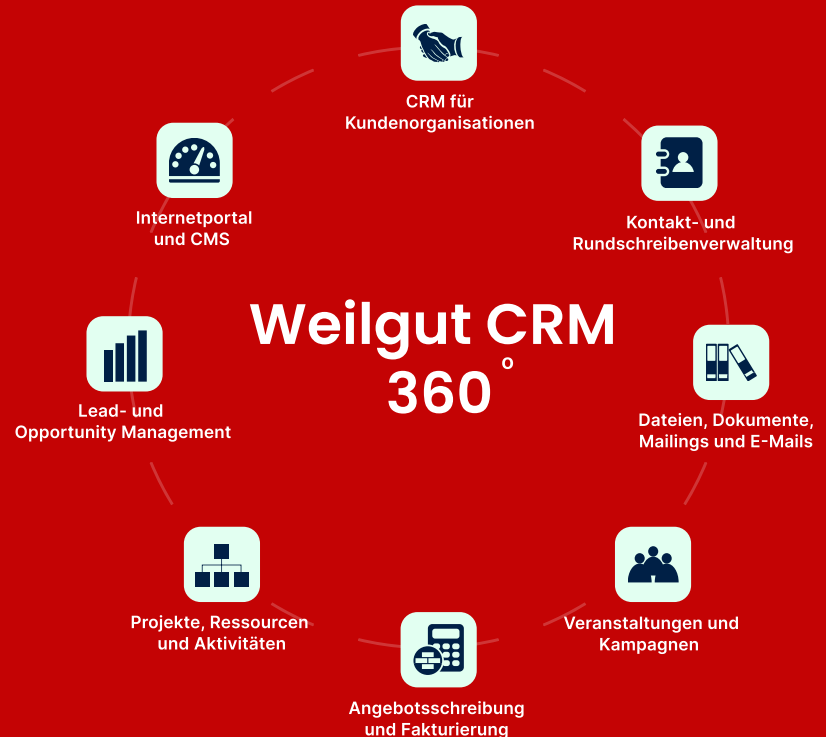 CRM für
Kundenorganisationen
Internetportal
und CMS
Kontakt- und
Rundschreibenverwaltung
Weilgut CRM
360°
Lead- und
Opportunity Management
Dateien, Dokumente,
Mailings und E-Mails
Projekte, Ressourcen
und Aktivitäten
Veranstaltungen und
Kampagnen
Angebotsschreibung
und Fakturierung